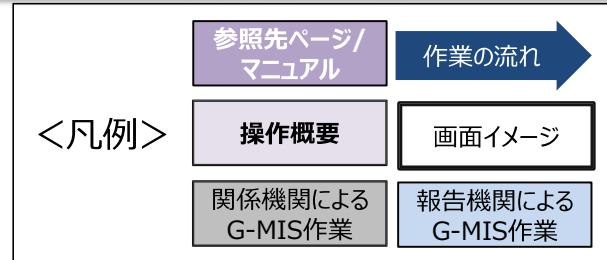 参照先ページ/
マニュアル
作業の流れ
＜凡例＞
操作概要
画面イメージ
関係機関による
G-MIS作業
報告機関による
G-MIS作業